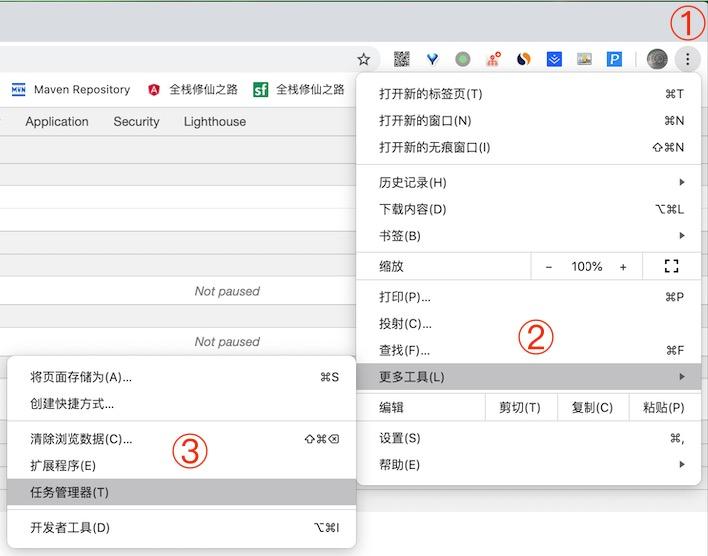 ①
Maven Repository 全栈修仙之路 全栈修仙之路
Application Security Lighthouse
打开新的标签页(T) ⌘T
打开新的窗口(N) ⌘N
打开新的无痕窗口(I) ⇧⌘N
历史记录(H)
下载内容(D) ⌥⌘L
书签(B)
缩放 - 100% +
Not paused
打印(P)... ⌘P
投射(C)...
②
Not paused
查找(F)... ⌘F
更多工具(L)
编辑 剪切(T) 复制(C) 粘贴(P)
设置(S) ⌘,
帮助(E)
将页面存储为(A)... ⌘S
创建快捷方式...
清除浏览数据(C)... ⇧⌘⌫
③
扩展程序(E)
任务管理器(T)
开发者工具(D) ⌥⌘I